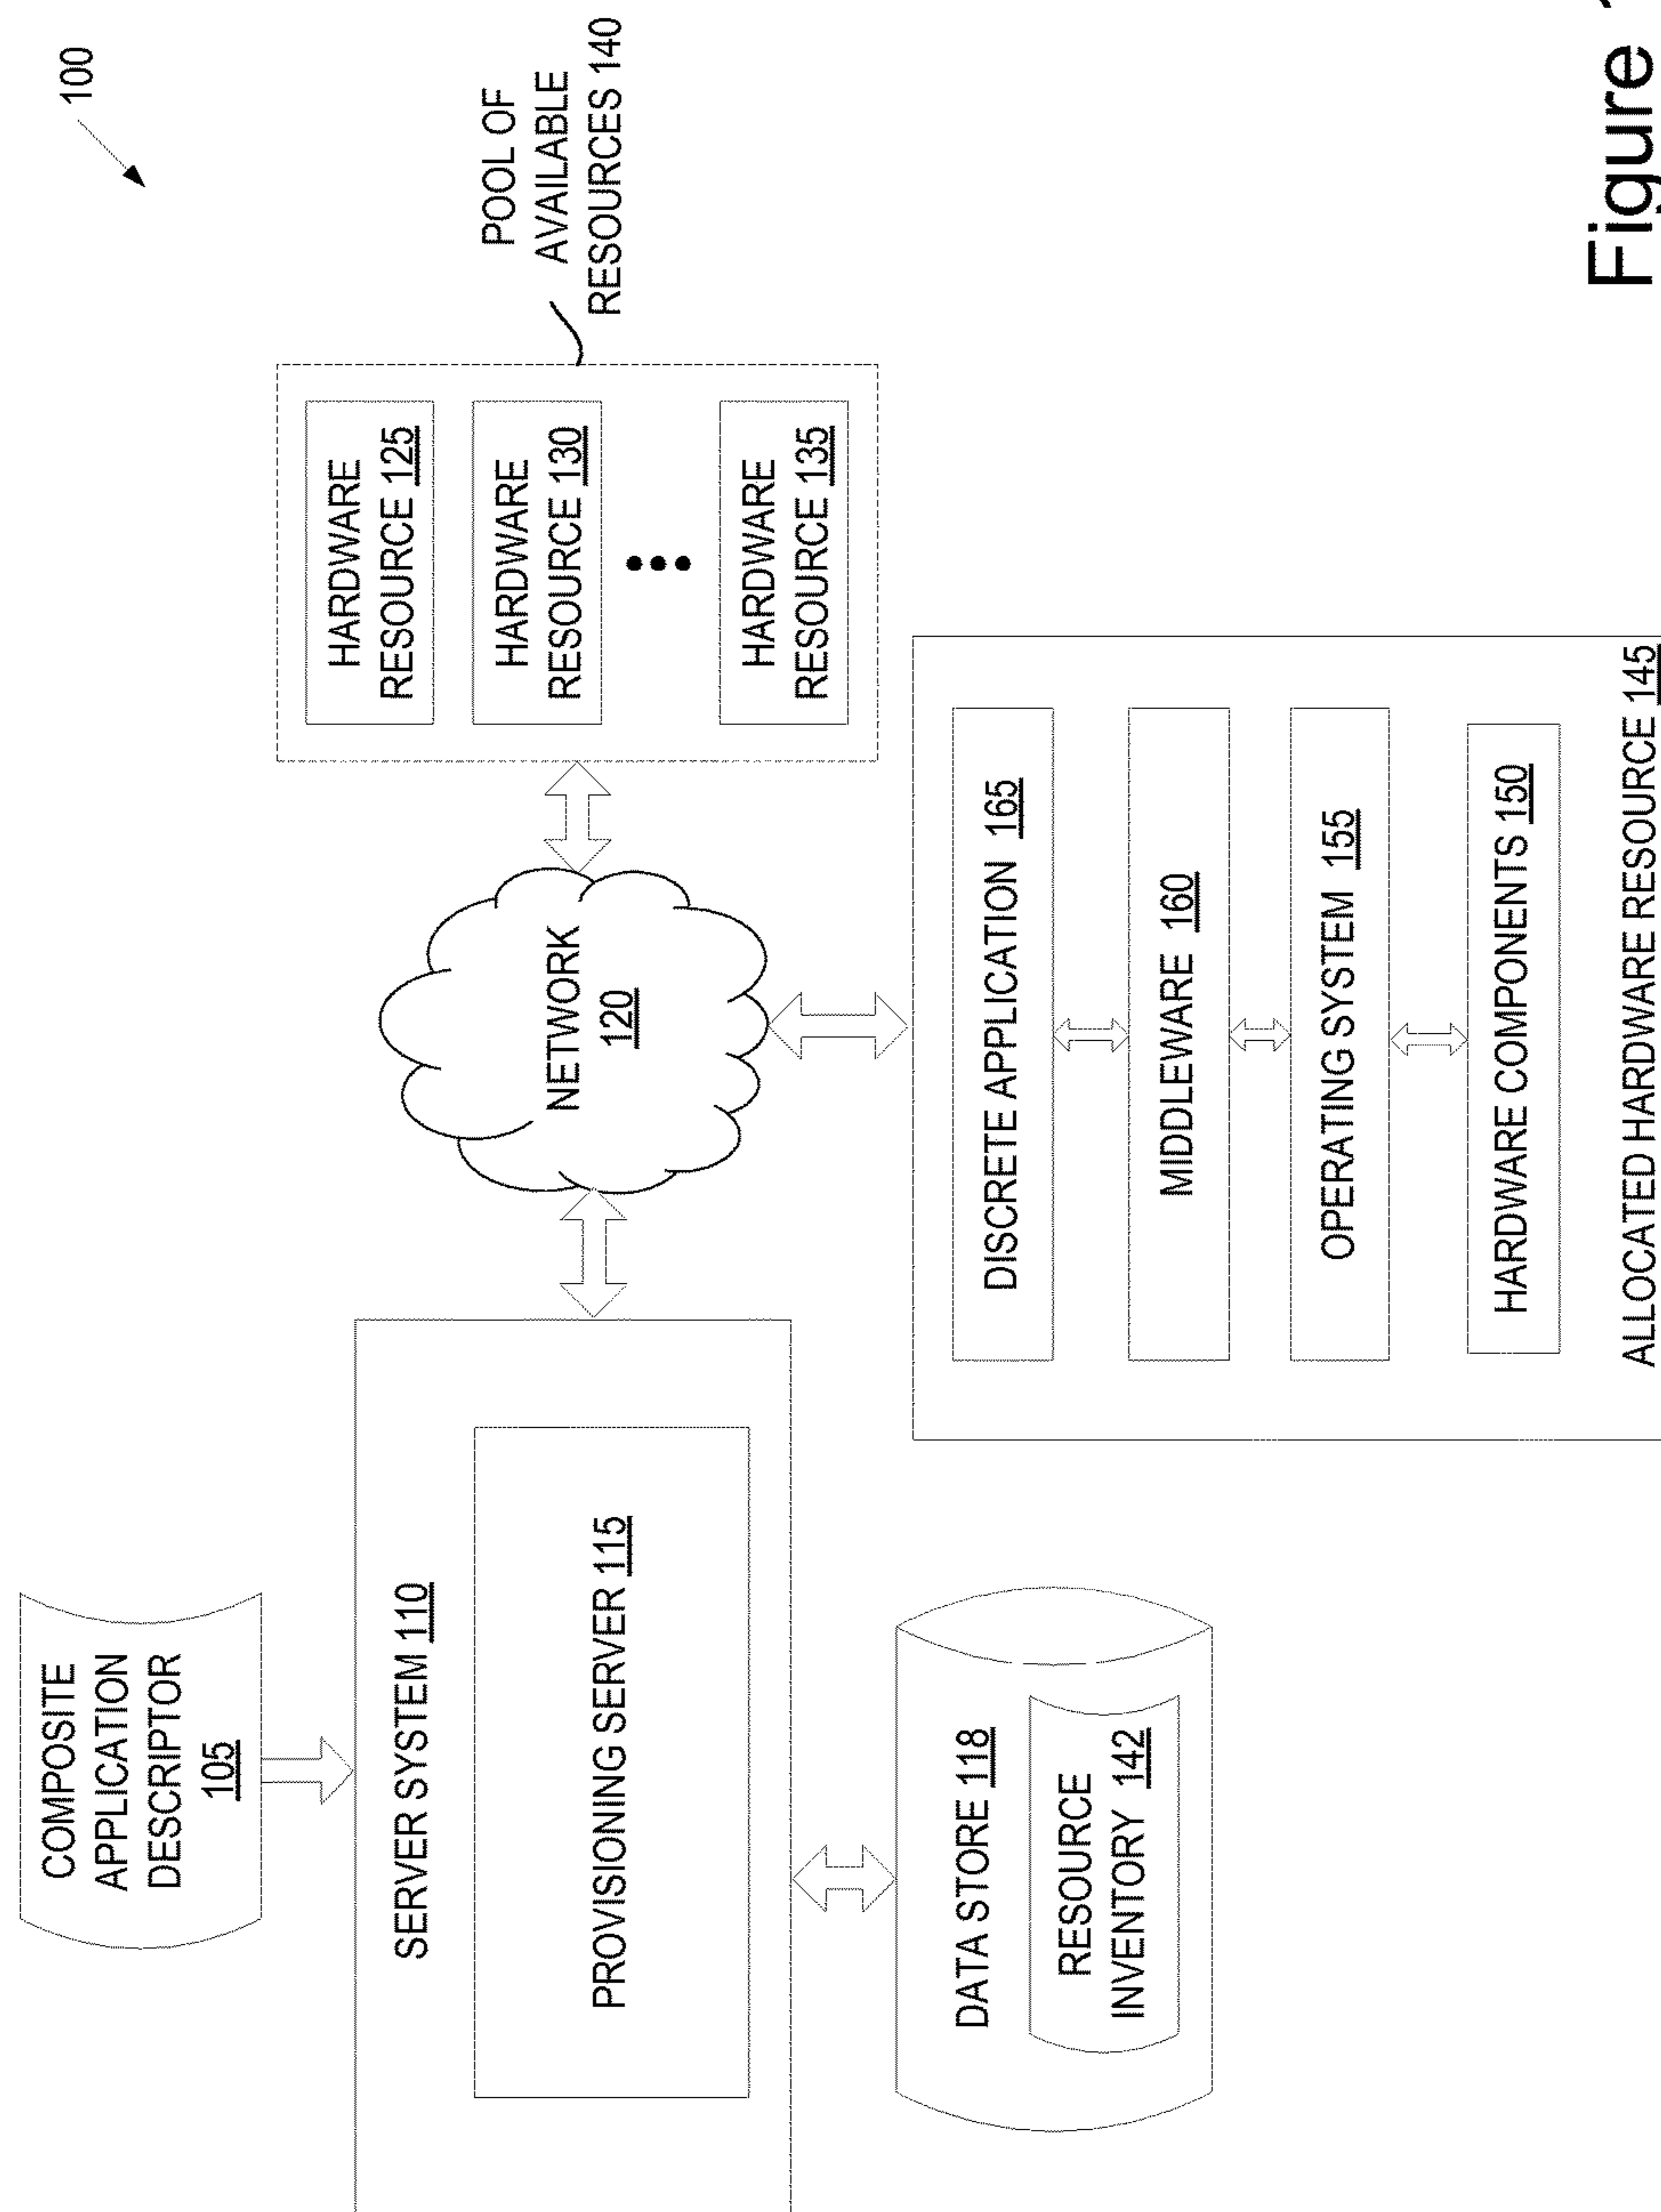 100
COMPOSITE
APPLICATION
DESCRIPTOR
105
SERVER SYSTEM 110
PROVISIONING SERVER 115
DATA STORE 118
RESOURCE
INVENTORY 142
NETWORK
120
POOL OF
AVAILABLE
RESOURCES 140
HARDWARE
RESOURCE 125
HARDWARE
RESOURCE 130
HARDWARE
RESOURCE 135
DISCRETE APPLICATION 165
MIDDLEWARE 160
OPERATING SYSTEM 155
HARDWARE COMPONENTS 150
ALLOCATED HARDWARE RESOURCE 145
Figure